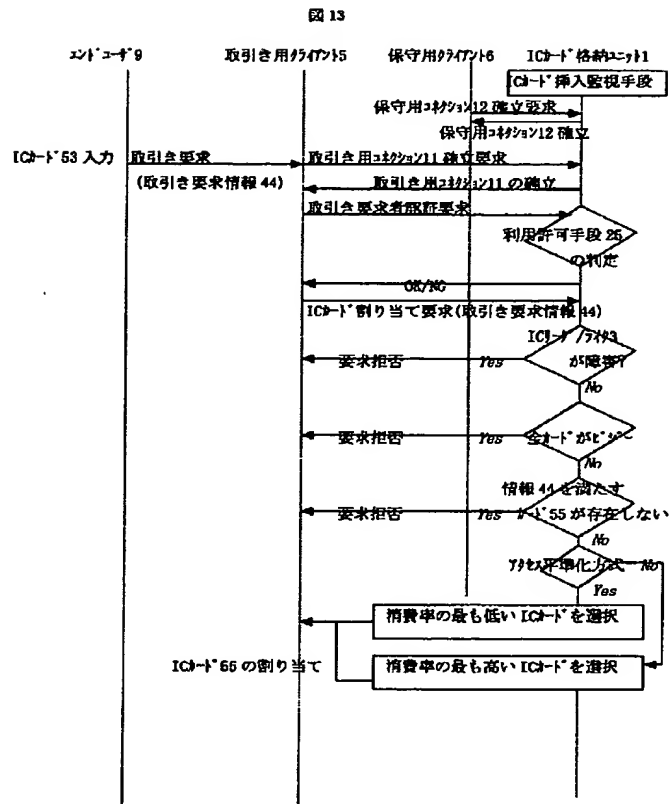 図 13
エンドユーザ9
取引き用クライアント5
保守用クライアント6
ICカード格納ユニット1
ICカード挿入監視手段
保守用コネクション12 確立要求
保守用コネクション12 確立
ICカード53 入力
取引き要求
取引き用コネクション11 確立要求
(取引き要求情報 44)
取引き用コネクション11 の確立
取引き要求者認証要求
利用許可手段 25
の判定
OK/NG
ICカード割り当て要求(取引き要求情報 44)
ICリーダ/ライタ3
が障害?
要求拒否
Yes
No
全カードがビジー
要求拒否
Yes
No
情報 44 を満たす
カード55 が存在しない
要求拒否
Yes
No
アクセス平準化方式
No
Yes
消費率の最も低い ICカードを選択
ICカード55 の割り当て
消費率の最も高い ICカードを選択